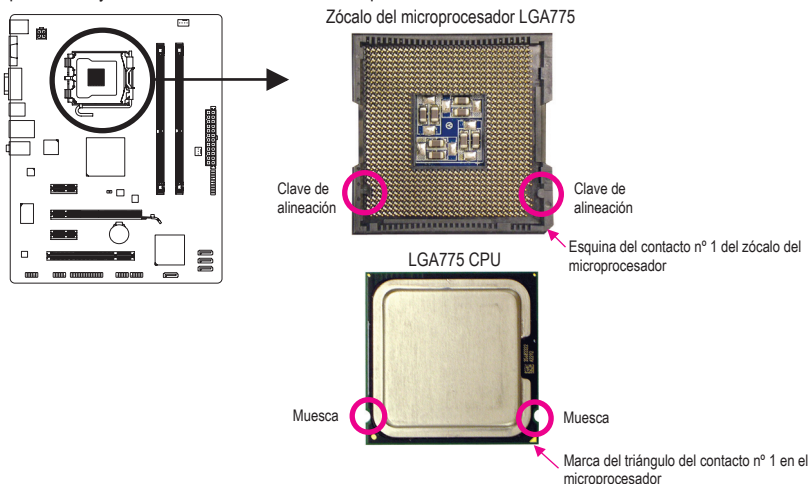 Zócalo del microprocesador LGA775
Clave de
alineación
Clave de
alineación
Esquina del contacto nº 1 del zócalo del
microprocesador
LGA775 CPU
Muesca
Muesca
Marca del triángulo del contacto nº 1 en el
microprocesador